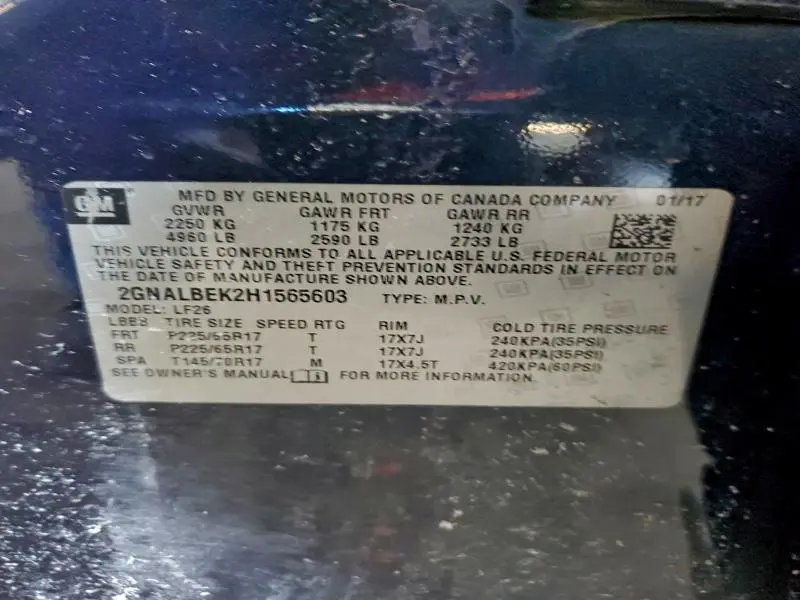 GM MFD BY GENERAL MOTORS OF CANADA COMPANY 01/17
GVWR GAWR FRT GAWR RR
2250 KG 1175 KG 1240 KG
4960 LB 2590 LB 2733 LB
THIS VEHICLE CONFORMS TO ALL APPLICABLE U.S. FEDERAL MOTOR
VEHICLE SAFETY AND THEFT PREVENTION STANDARDS IN EFFECT ON
THE DATE OF MANUFACTURE SHOWN ABOVE.
2GNALBEK2H1565603 TYPE: M.P.V.
MODEL: LF26
LBBB TIRE SIZE SPEED RTG RIM COLD TIRE PRESSURE
FRT P225/65R17 T 17X7J 240KPA(35PSI)
RR P225/65R17 T 17X7J 240KPA(35PSI)
SPA T145/70R17 M 17X4.5T 420KPA(60PSI)
SEE OWNER'S MANUAL FOR MORE INFORMATION.